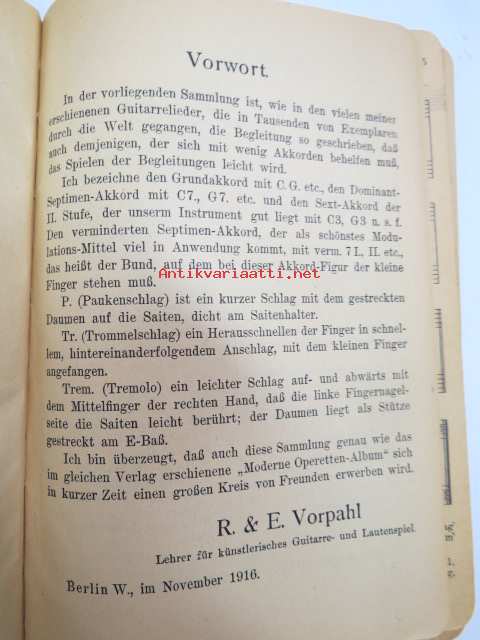 Vorwort.
In der vorliegenden Sammlung ist, wie in den vielen meiner
erschienenen Guitarrelieder, die in Tausenden von Exemplaren
durch die Welt gegangen, die Begleitung so geschrieben, daß
auch demjenigen, der sich mit wenig Akkorden behelfen muß,
das Spielen der Begleitungen leicht wird.
Ich bezeichne den Grundakkord mit C. G. etc., den Dominant-
Septimen-Akkord mit C7., G7. etc. und den Sext-Akkord der
II. Stufe, der unserm Instrument gut liegt mit C3, G3 u. s. f.
Den verminderten Septimen-Akkord, der als schönstes Modu-
lations-Mittel viel in Anwendung kommt, mit verm. 7 I., II. etc.,
das heißt der Bund, auf dem bei dieser Akkord-Figur der kleine
Finger stehen muß.
Antikvariaatti.net
P. (Paukenschlag) ist ein kurzer Schlag mit dem gestreckten
Daumen auf die Saiten, dicht am Saitenhalter.
Tr. (Trommelschlag) ein Herausschnellen der Finger in schnel-
lem, hintereinanderfolgendem Anschlag, mit dem kleinen Finger
angefangen.
Trem. (Tremolo) ein leichter Schlag auf- und abwärts mit
dem Mittelfinger der rechten Hand, daß die linke Fingernagel-
seite die Saiten leicht berührt; der Daumen liegt als Stütze
gestreckt am E-Baß.
Ich bin überzeugt, daß auch diese Sammlung genau wie das
im gleichen Verlag erschienene „Moderne Operetten-Album“ sich
in kurzer Zeit einen großen Kreis von Freunden erwerben wird.
R. & E. Vorpahl
Lehrer für künstlerisches Guitarre- und Lautenspiel.
Berlin W., im November 1916.